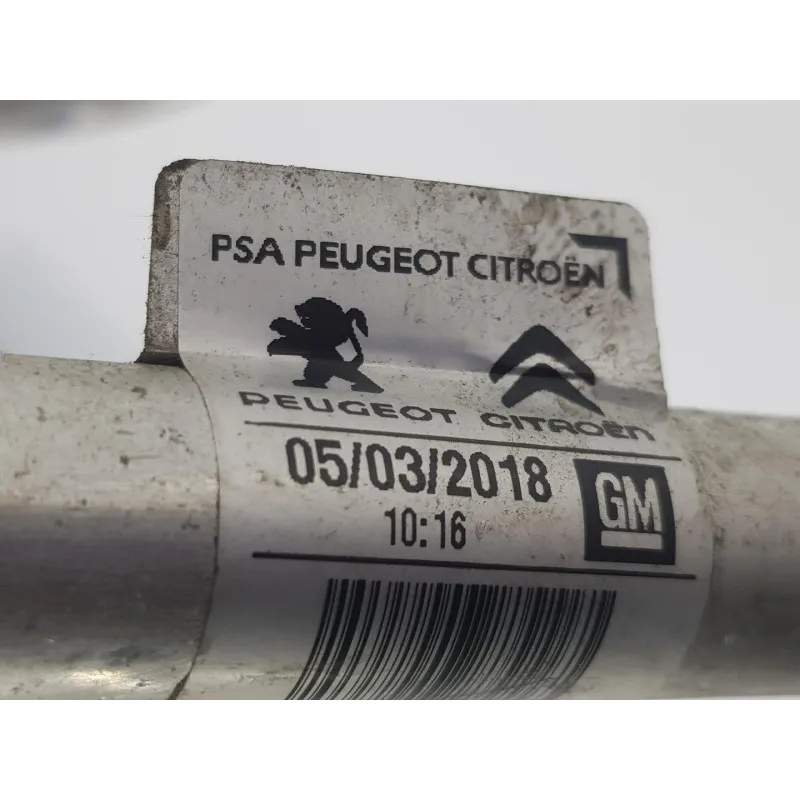 PSA PEUGEOT CITROËN
PEUGEOT CITROËN
05/03/2018
10:16
GM